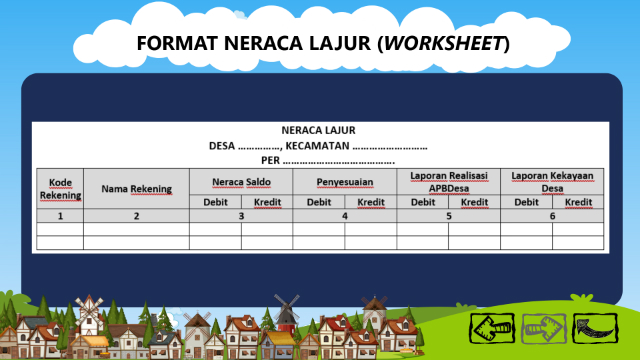 FORMAT NERACA LAJUR (WORKSHEET)
NERACA LAJUR
DESA ……………, KECAMATAN ………………………
PER ………………………………….
Kode Rekening Nama Rekening Neraca Saldo Penyesuaian Laporan Realisasi APBDesa Laporan Kekayaan Desa
Debit Kredit Debit Kredit Debit Kredit Debit Kredit
1 2 3 4 5 6